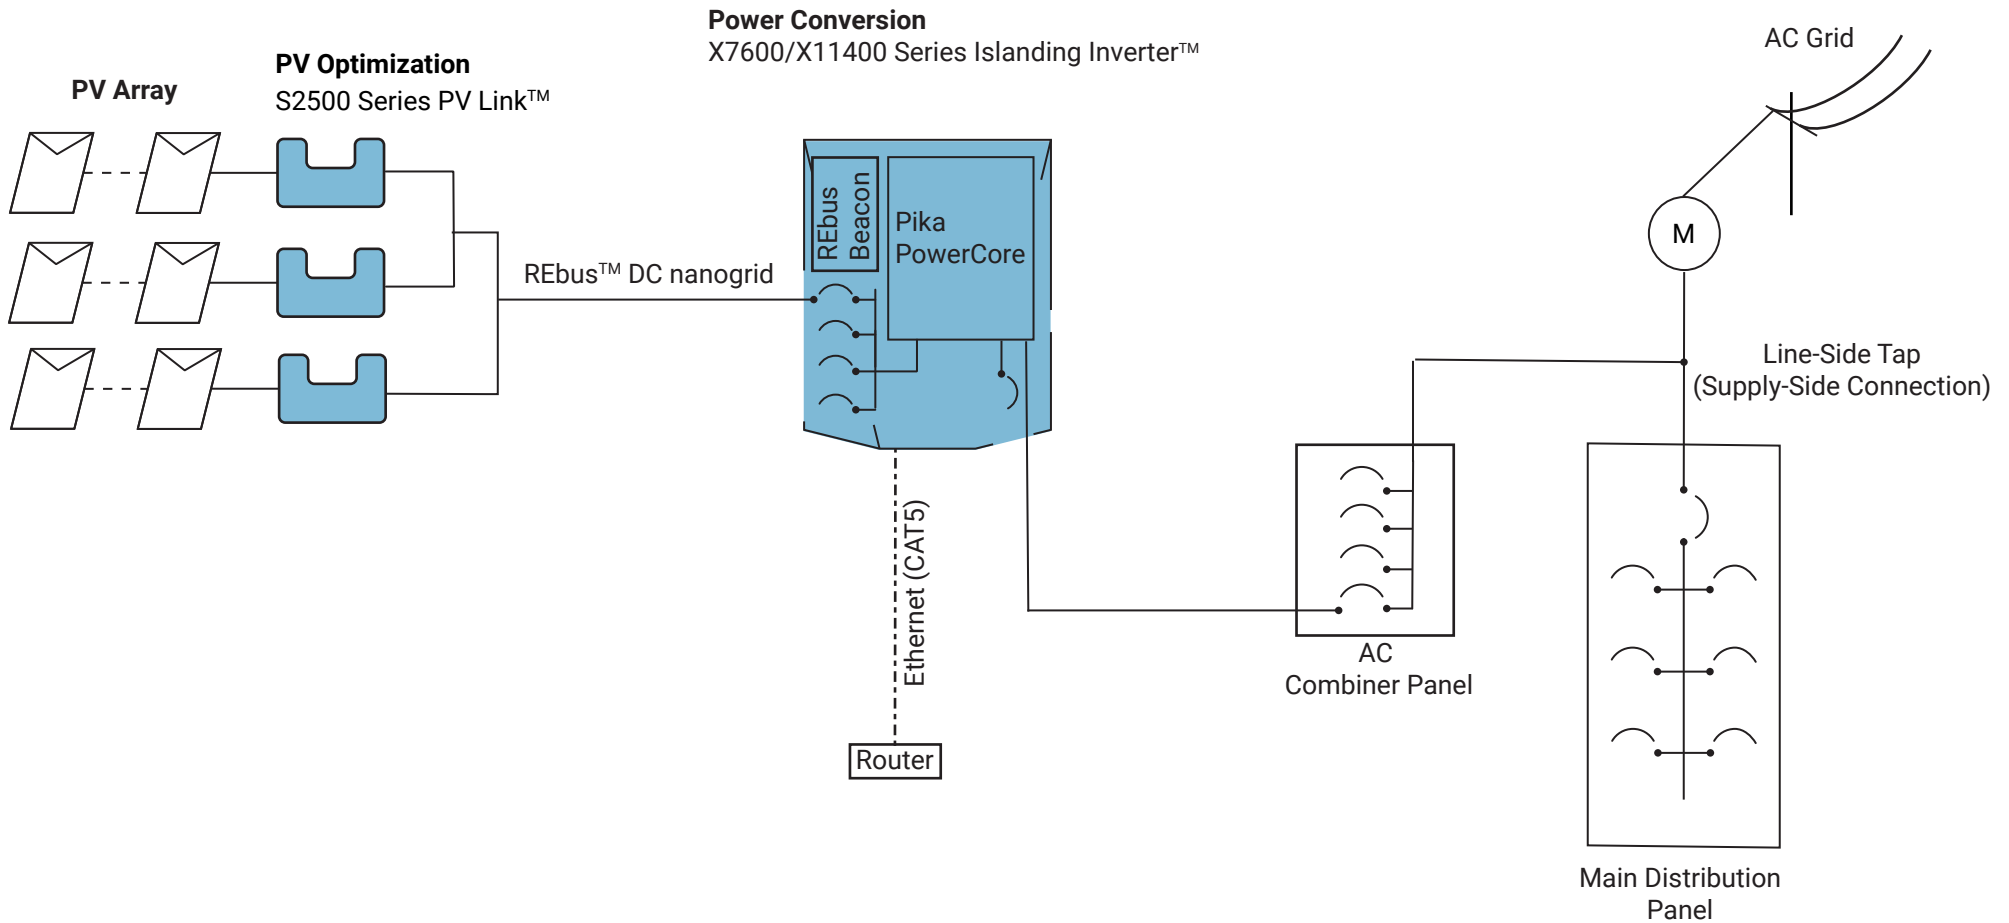 Power Conversion
X7600/X11400 Series Islanding Inverter™
AC Grid
PV Optimization
S2500 Series PV Link™
PV Array
REbus
Beacon
Pika
PowerCore
M
REbus™ DC nanogrid
Line-Side Tap
(Supply-Side Connection)
Ethernet (CAT5)
AC
Combiner Panel
Router
Main Distribution
Panel